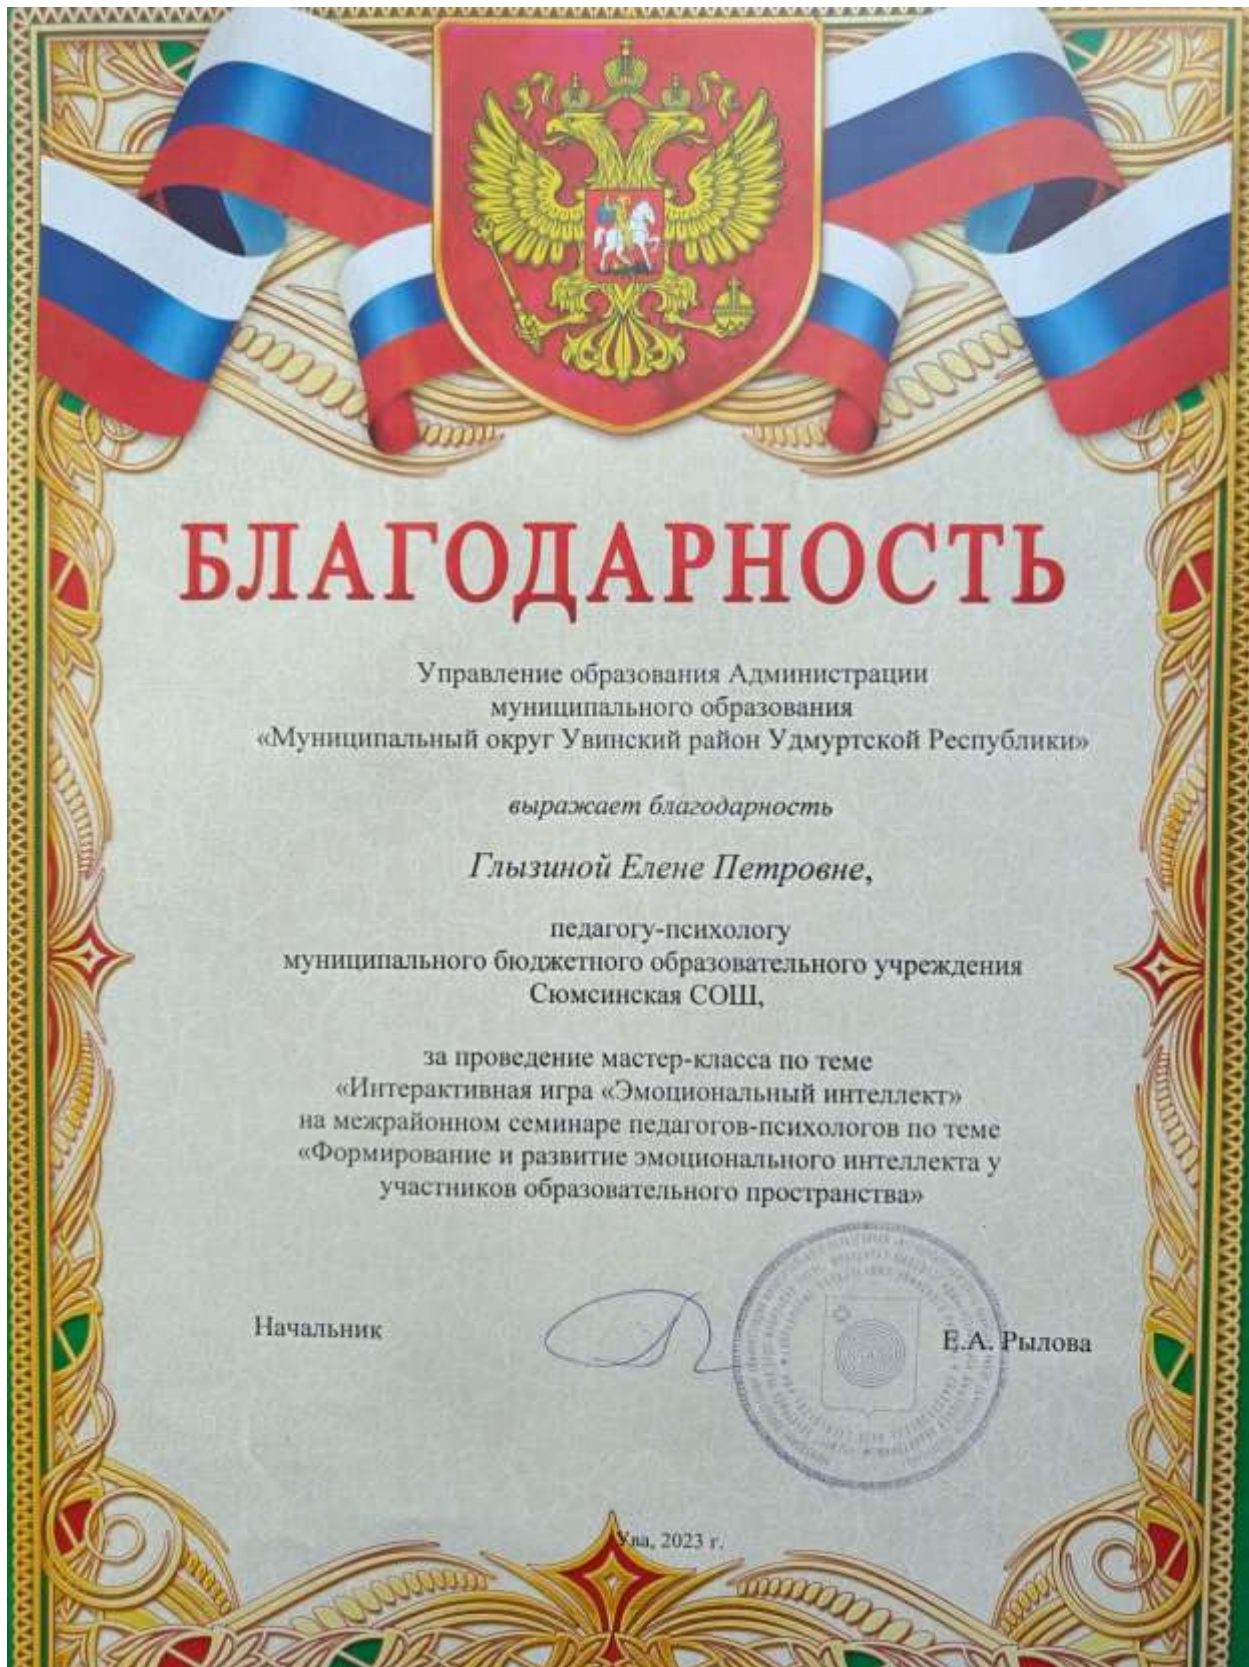 БЛАГОДАРНОСТЬ
Управление образования Администрации
муниципального образования
«Муниципальный округ Увинский район Удмуртской Республики»
выражает благодарность
Глызиной Елене Петровне,
педагогу-психологу
муниципального бюджетного образовательного учреждения
Сюмсинская СОШ,
за проведение мастер-класса по теме
«Интерактивная игра «Эмоциональный интеллект»
на межрайонном семинаре педагогов-психологов по теме
«Формирование и развитие эмоционального интеллекта у
участников образовательного пространства»
Начальник
Е.А. Рылова
Ува, 2023 г.